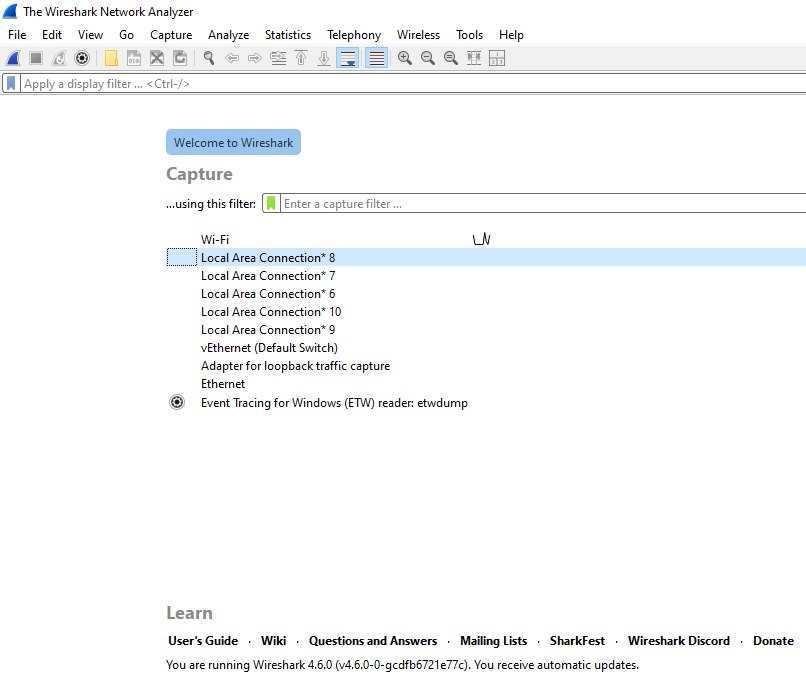 The Wireshark Network Analyzer
File Edit View Go Capture Analyze Statistics Telephony Wireless Tools Help
Apply a display filter ... <Ctrl-/>
Welcome to Wireshark
Capture
...using this filter: Enter a capture filter ...
Wi-Fi
Local Area Connection* 8
Local Area Connection* 7
Local Area Connection* 6
Local Area Connection* 10
Local Area Connection* 9
vEthernet (Default Switch)
Adapter for loopback traffic capture
Ethernet
Event Tracing for Windows (ETW) reader: etwdump
Learn
User's Guide · Wiki · Questions and Answers · Mailing Lists · SharkFest · Wireshark Discord · Donate
You are running Wireshark 4.6.0 (v4.6.0-0-gcdfb6721e77c). You receive automatic updates.